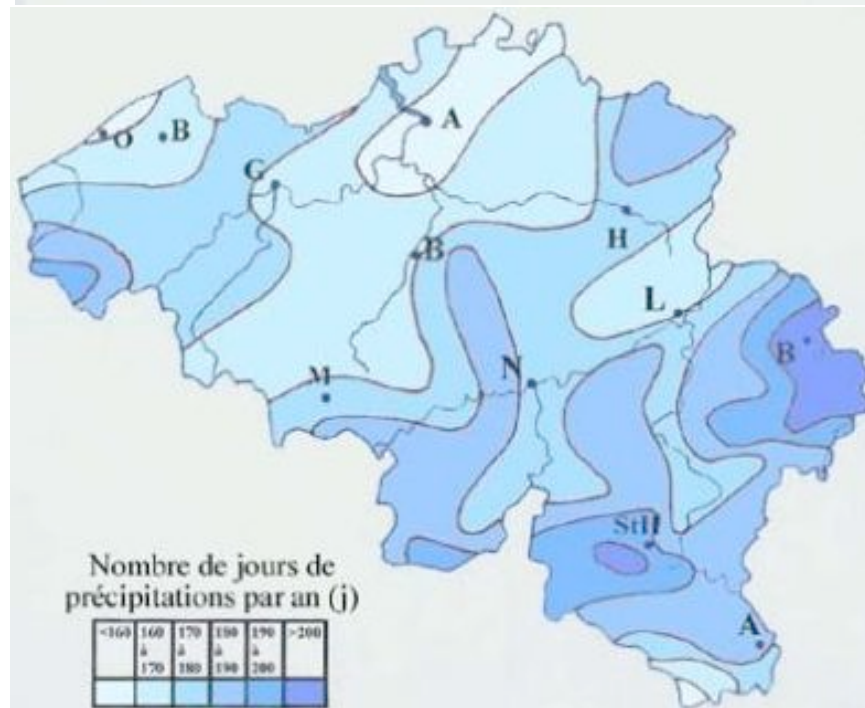 A
O
B
G
H
B
L
B
M
N
StH
A
Nombre de jours de
précipitations par an (j)
<160 160 170 180 190 >200
à à à à
170 180 190 200